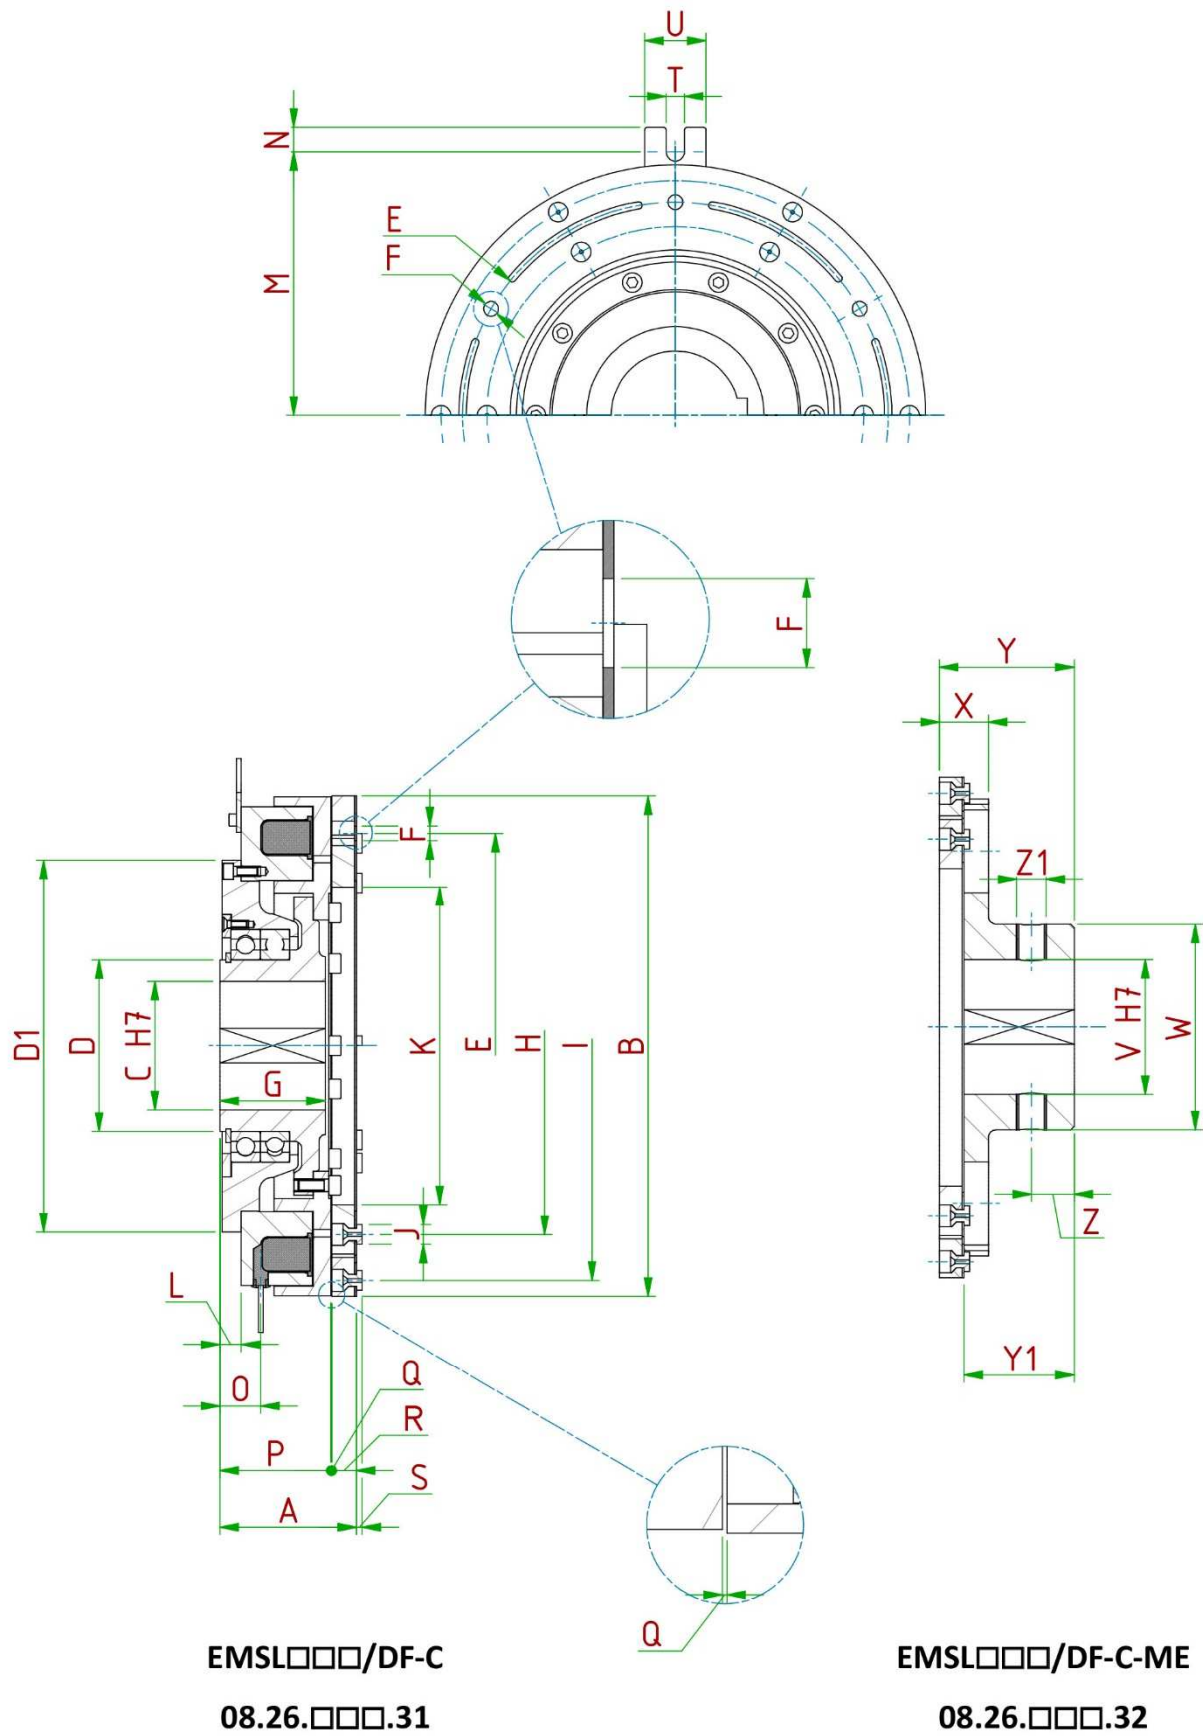 U
T
N
E
F
M
F
Y
X
F
Z1
D1
D
C H7
G
K
E
H
I
B
V H7
W
J
Z
L
Y1
O
Q
P
R
A
S
Q
EMSL□□□/DF-C
EMSL□□□/DF-C-ME
08.26.□□□.31
08.26.□□□.32